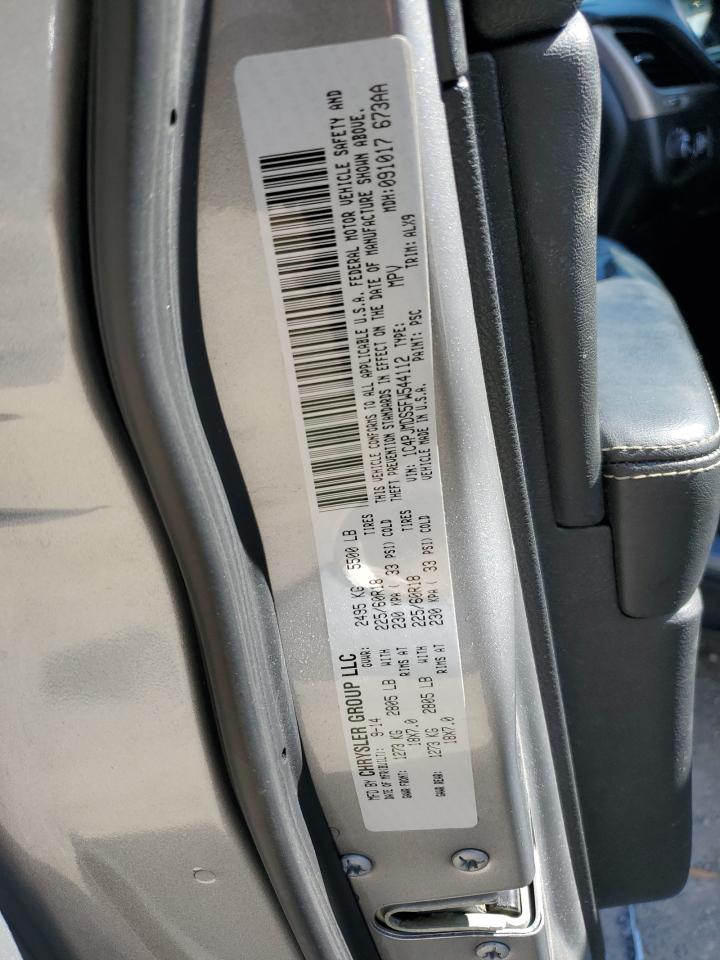 MFD BY CHRYSLER GROUP LLC
DATE OF MFR(BUILT): 9-14 GVWR: 2495 KG 5500 LB
GAWR FRONT: 1273 KG 2805 LB WITH 225/60R18 TIRES
18X7.0 RIMS AT 230 KPA ( 33 PSI) COLD
GAWR REAR: 1273 KG 2805 LB WITH 225/60R18 TIRES
18X7.0 RIMS AT 230 KPA ( 33 PSI) COLD
THIS VEHICLE CONFORMS TO ALL APPLICABLE U.S.A. FEDERAL MOTOR VEHICLE SAFETY AND
THEFT PREVENTION STANDARDS IN EFFECT ON THE DATE OF MANUFACTURE SHOWN ABOVE.
VIN: 1C4PJMDS5FW544112 TYPE: MPV MDH:091017 673AA
VEHICLE MADE IN U.S.A. PAINT: PSC TRIM: ALX9